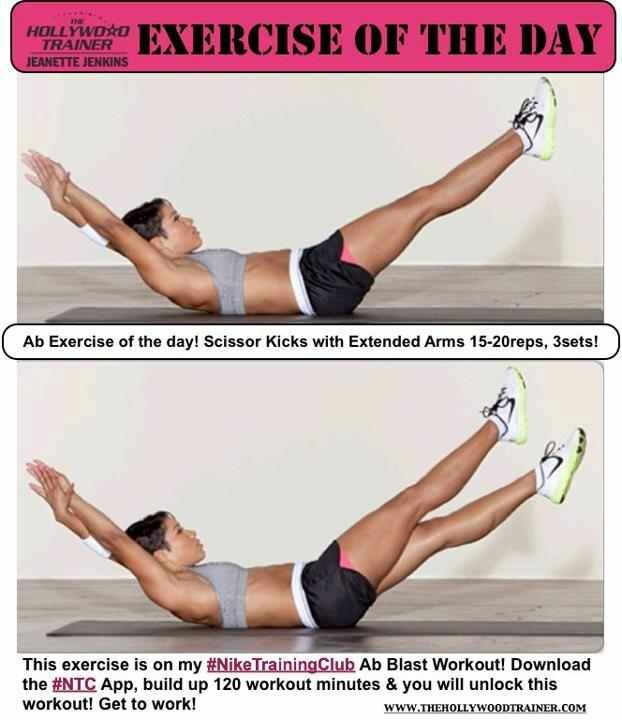 THE
HOLLYWOOD
TRAINER
JEANETTE JENKINS
EXERCISE OF THE DAY
Ab Exercise of the day! Scissor Kicks with Extended Arms 15-20reps, 3sets!
This exercise is on my #NikeTrainingClub Ab Blast Workout! Download
the #NTC App, build up 120 workout minutes & you will unlock this
workout! Get to work!
WWW.THEHOLLYWOODTRAINER.COM